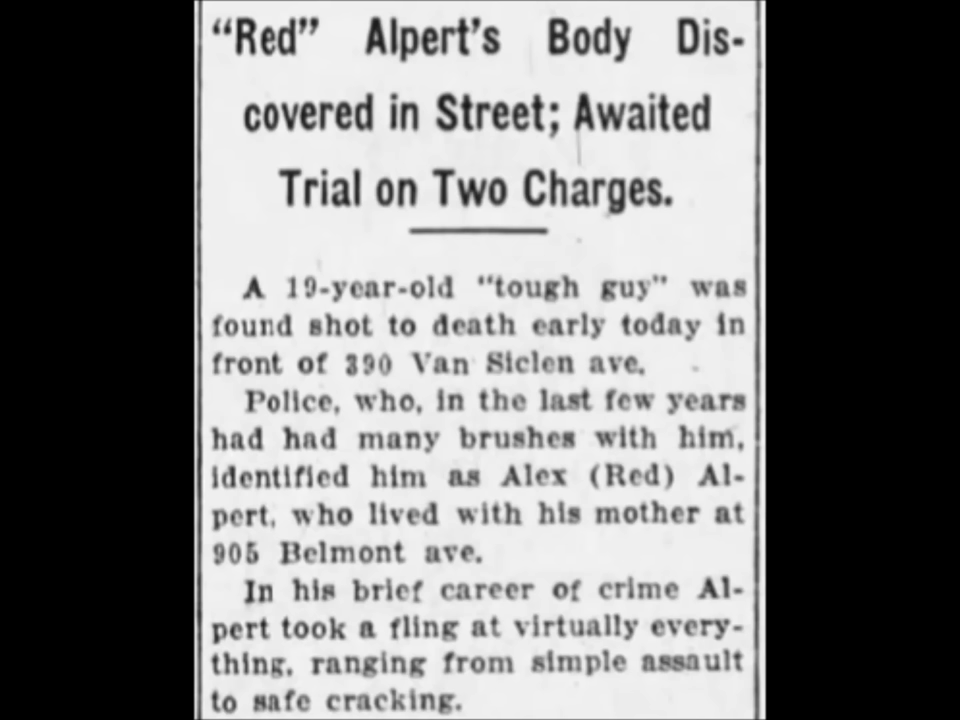 "Red" Alpert's Body Dis-
covered in Street; Awaited
Trial on Two Charges.
A 19-year-old "tough guy" was
found shot to death early today in
front of 390 Van Siclen ave.
Police, who, in the last few years
had had many brushes with him,
identified him as Alex (Red) Al-
pert, who lived with his mother at
905 Belmont ave.
In his brief career of crime Al-
pert took a fling at virtually every-
thing, ranging from simple assault
to safe cracking.